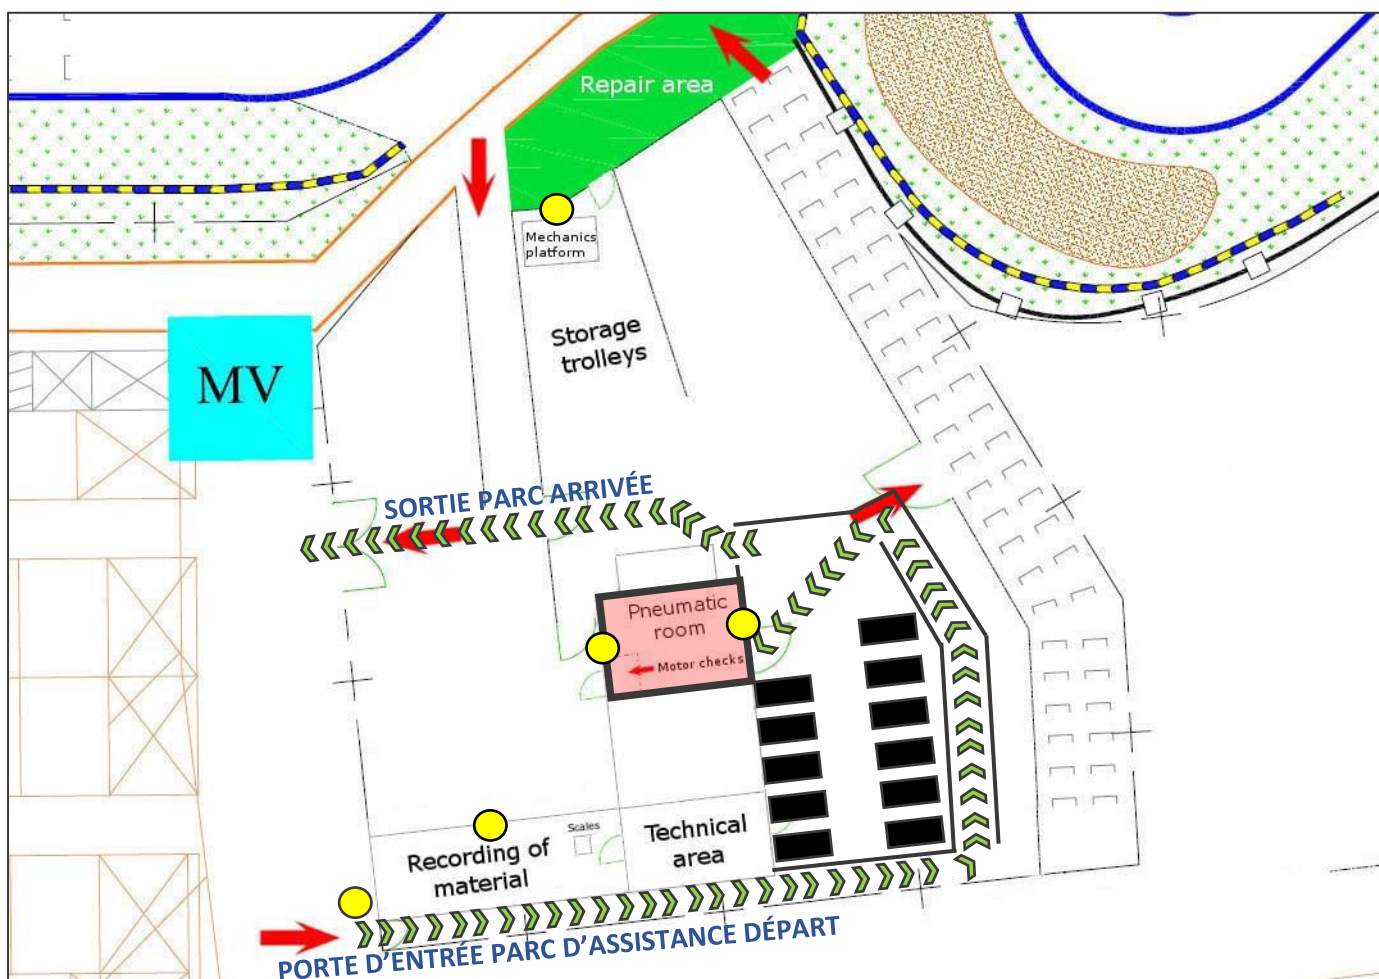 Repair area
Mechanics
platform
Storage
trolleys
MV
SORTIE PARC ARRIVÉE
Pneumatic
room
Motor checks
Scales
Recording of
material
Technical
area
PORTE D’ENTRÉE PARC D’ASSISTANCE DÉPART